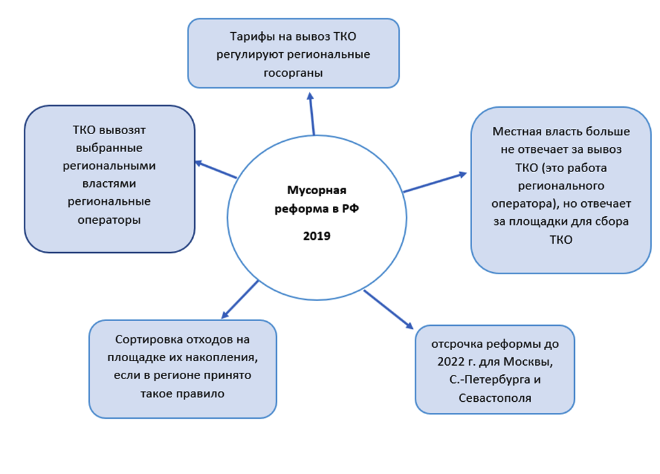 Тарифы на вывоз ТКО
регулируют региональные
госорганы
ТКО вывозят
выбранные
региональными
властями
региональные
операторы
Мусорная
реформа в РФ
2019
Местная власть больше
не отвечает за вывоз
ТКО (это работа
регионального
оператора), но отвечает
за площадки для сбора
ТКО
Сортировка отходов на
площадке их накопления,
если в регионе принято
такое правило
отсрочка реформы до
2022 г. для Москвы,
С.-Петербурга и
Севастополя